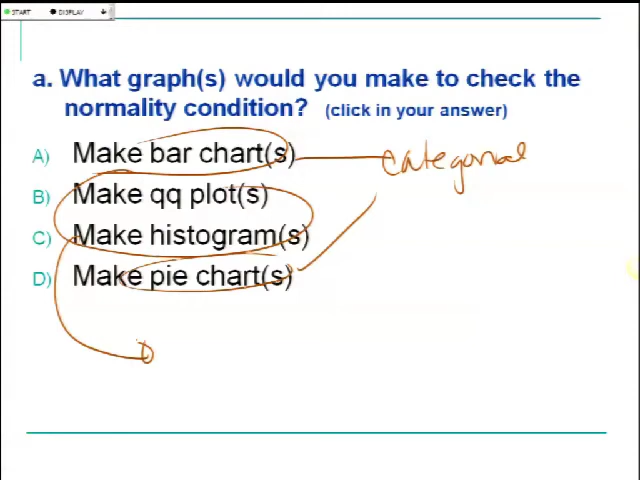 START DISPLAY
a. What graph(s) would you make to check the
normality condition? (click in your answer)
A) Make bar chart(s)
categorical
B) Make qq plot(s)
C) Make histogram(s)
D) Make pie chart(s)